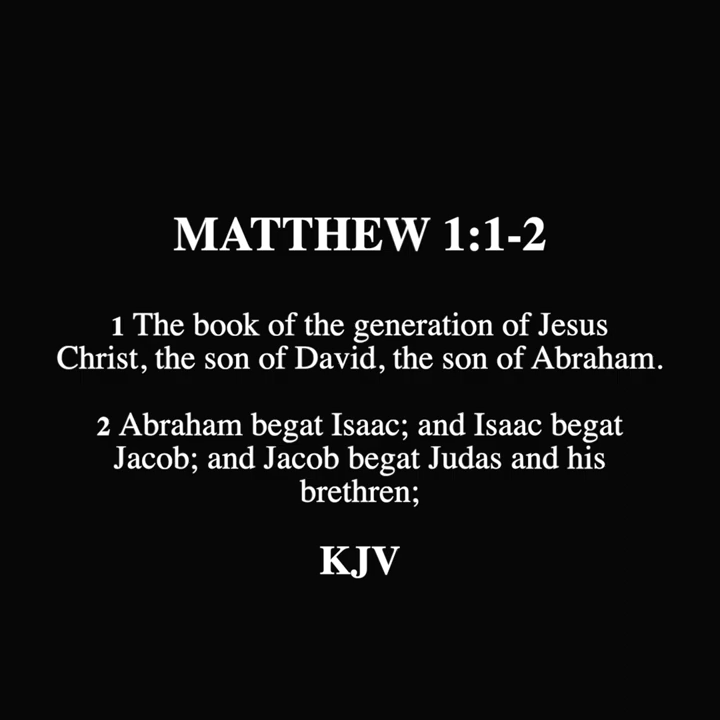 MATTHEW 1:1-2
1 The book of the generation of Jesus
Christ, the son of David, the son of Abraham.
2 Abraham begat Isaac; and Isaac begat
Jacob; and Jacob begat Judas and his
brethren;
KJV